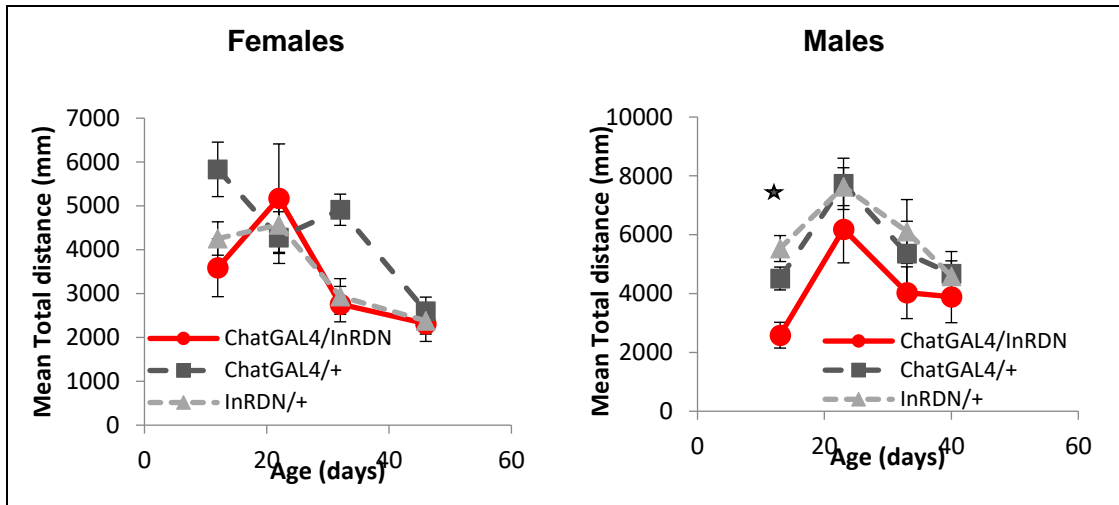 Females
Mean Total distance (mm)
7000
6000
5000
4000
3000
2000
1000
0
ChatGAL4/InRDN
ChatGAL4/+
InRDN/+
0 20 40 60
Age (days)
Males
Mean Total distance (mm)
10000
8000
6000
4000
2000
0
ChatGAL4/InRDN
ChatGAL4/+
InRDN/+
0 20 40 60
Age (days)